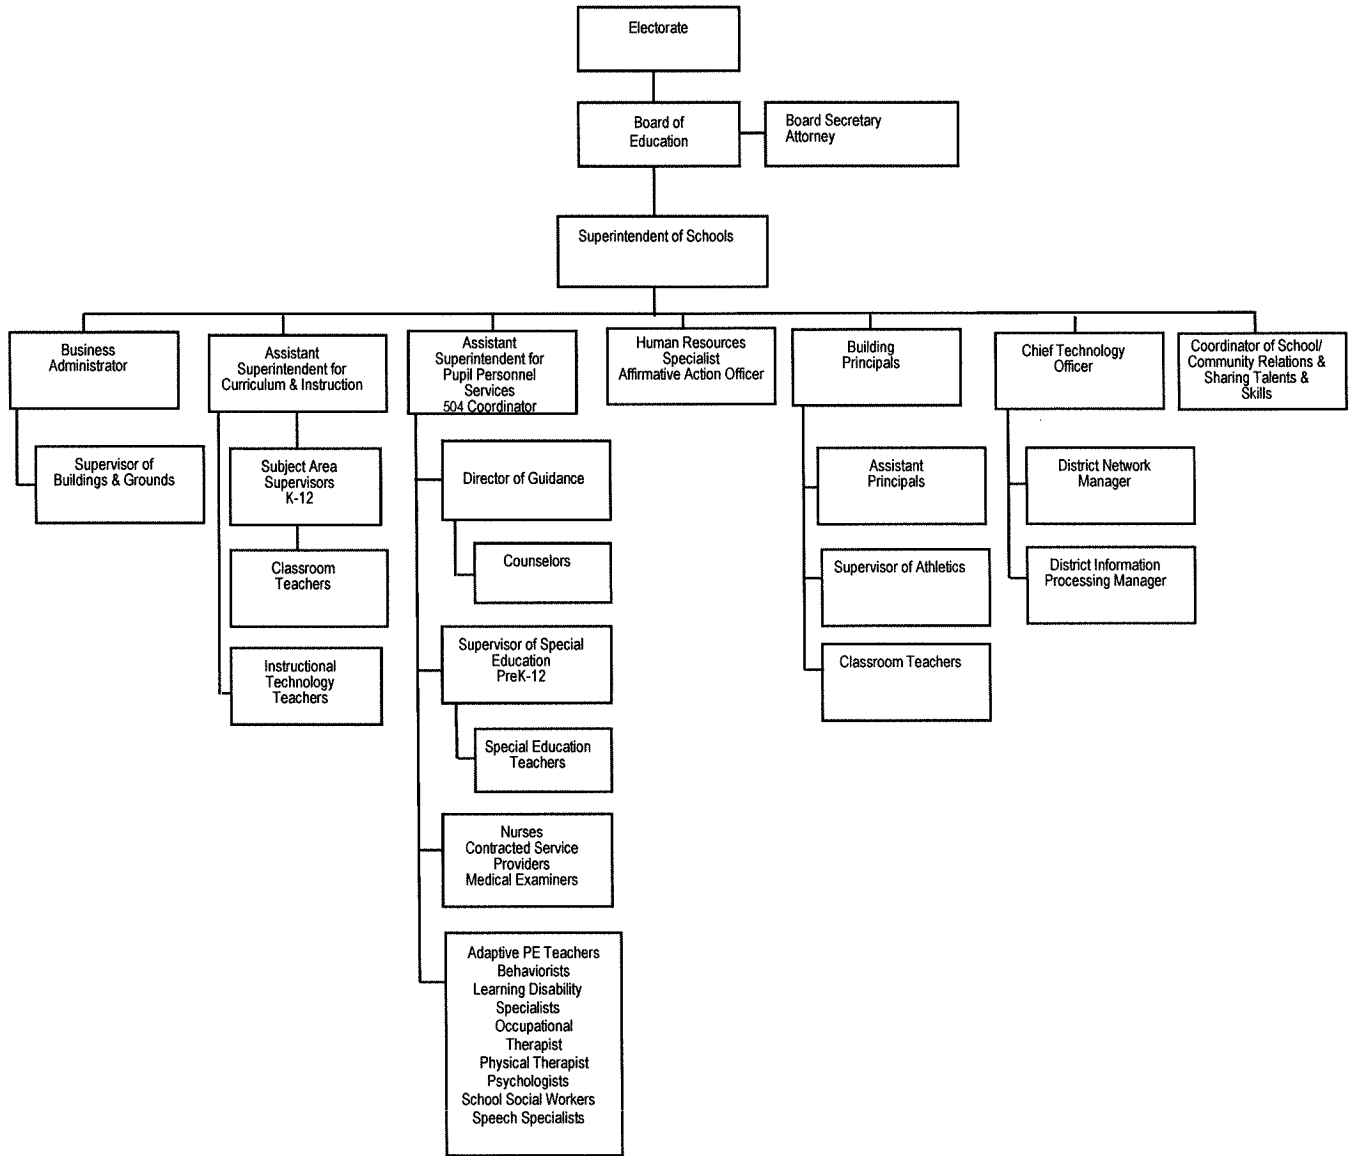 Electorate
Board of
Education
Board Secretary
Attorney
Superintendent of Schools
Business
Administrator
Supervisor of
Buildings & Grounds
Assistant
Superintendent for
Curriculum & Instruction
Subject Area
Supervisors
K-12
Classroom
Teachers
Instructional
Technology
Teachers
Assistant
Superintendent for
Pupil Personnel
Services
504 Coordinator
Director of Guidance
Counselors
Supervisor of Special
Education
PreK-12
Special Education
Teachers
Nurses
Contracted Service
Providers
Medical Examiners
Adaptive PE Teachers
Behaviorists
Learning Disability
Specialists
Occupational
Therapist
Physical Therapist
Psychologists
School Social Workers
Speech Specialists
Human Resources
Specialist
Affirmative Action Officer
Building
Principals
Assistant
Principals
Supervisor of Athletics
Classroom Teachers
Chief Technology
Officer
District Network
Manager
District Information
Processing Manager
Coordinator of School/
Community Relations &
Sharing Talents &
Skills